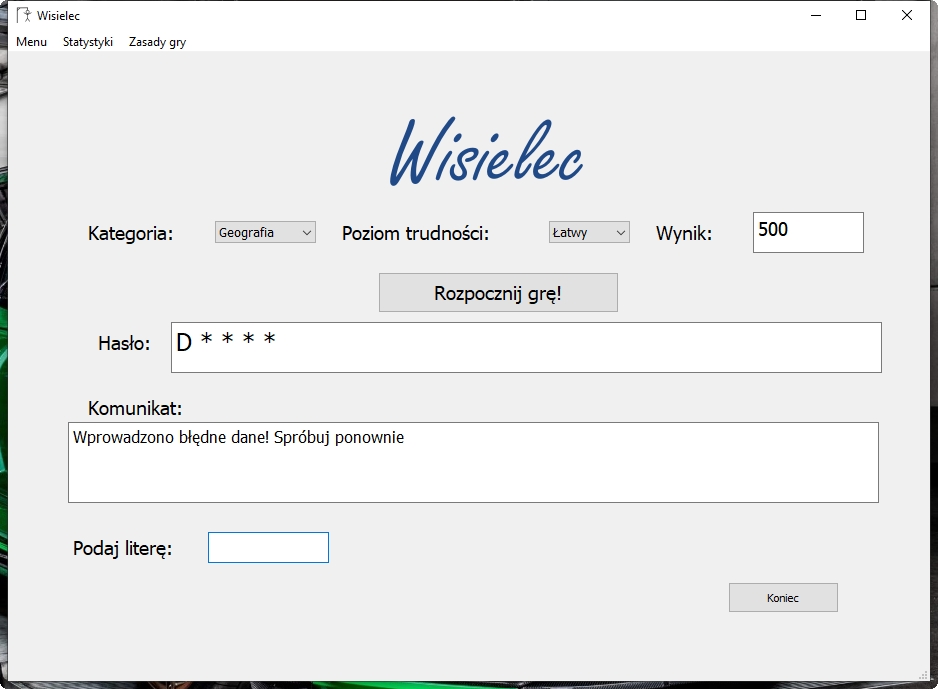 Wisielec
Menu Statystyki Zasady gry
Wisielec
Kategoria: Geografia Poziom trudności: Łatwy Wynik: 500
Rozpocznij grę!
Hasło: D * * * *
Komunikat:
Wprowadzono błędne dane! Spróbuj ponownie
Podaj literę:
Koniec